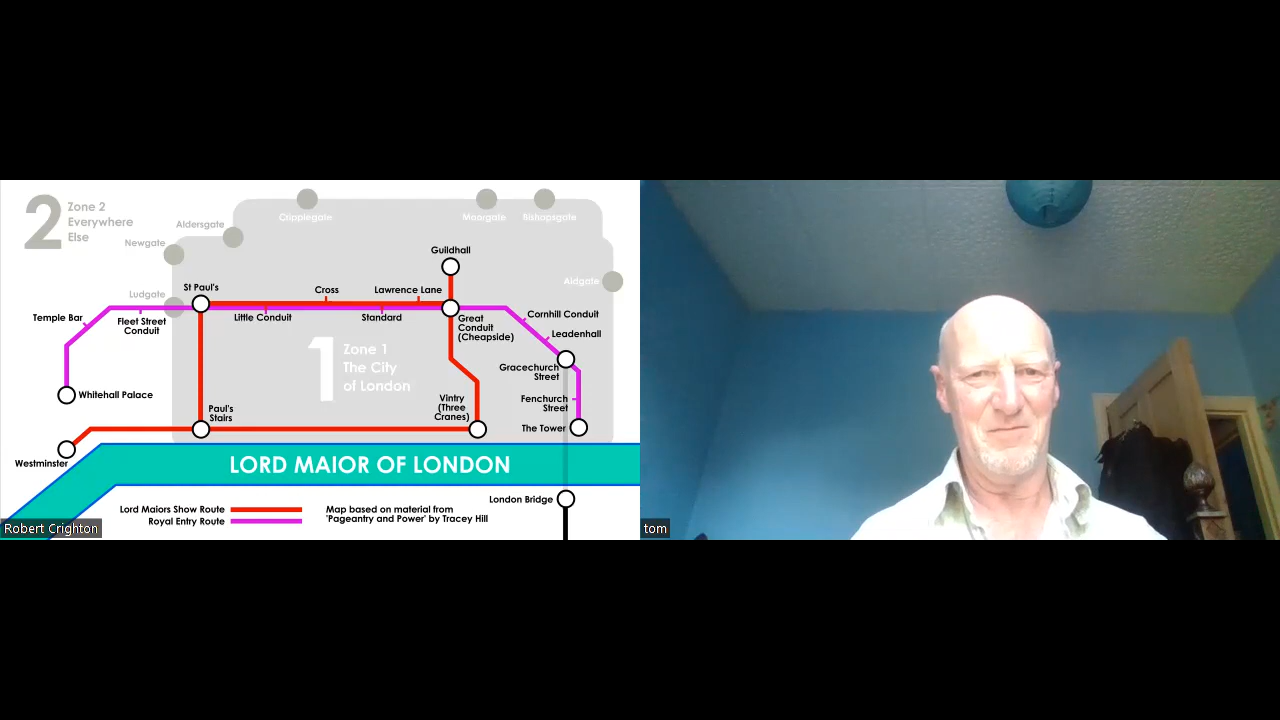 2
Zone 2
Everywhere
Else
Aldersgate
Cripplegate
Moorgate
Bishopsgate
Newgate
Guildhall
Aldgate
Ludgate
St Paul's
Cross
Lawrence Lane
Temple Bar
Fleet Street
Conduit
Little Conduit
Standard
Great
Conduit
(Cheapside)
Cornhill Conduit
Leadenhall
1
Zone 1
The City
of London
Gracechurch
Street
Whitehall Palace
Paul's
Stairs
Vintry
(Three
Cranes)
Fenchurch
Street
The Tower
Westminster
LORD MAIOR OF LONDON
London Bridge
Lord Maiors Show Route
Royal Entry Route
Map based on material from
'Pageantry and Power' by Tracey Hill
Robert Crighton
tom